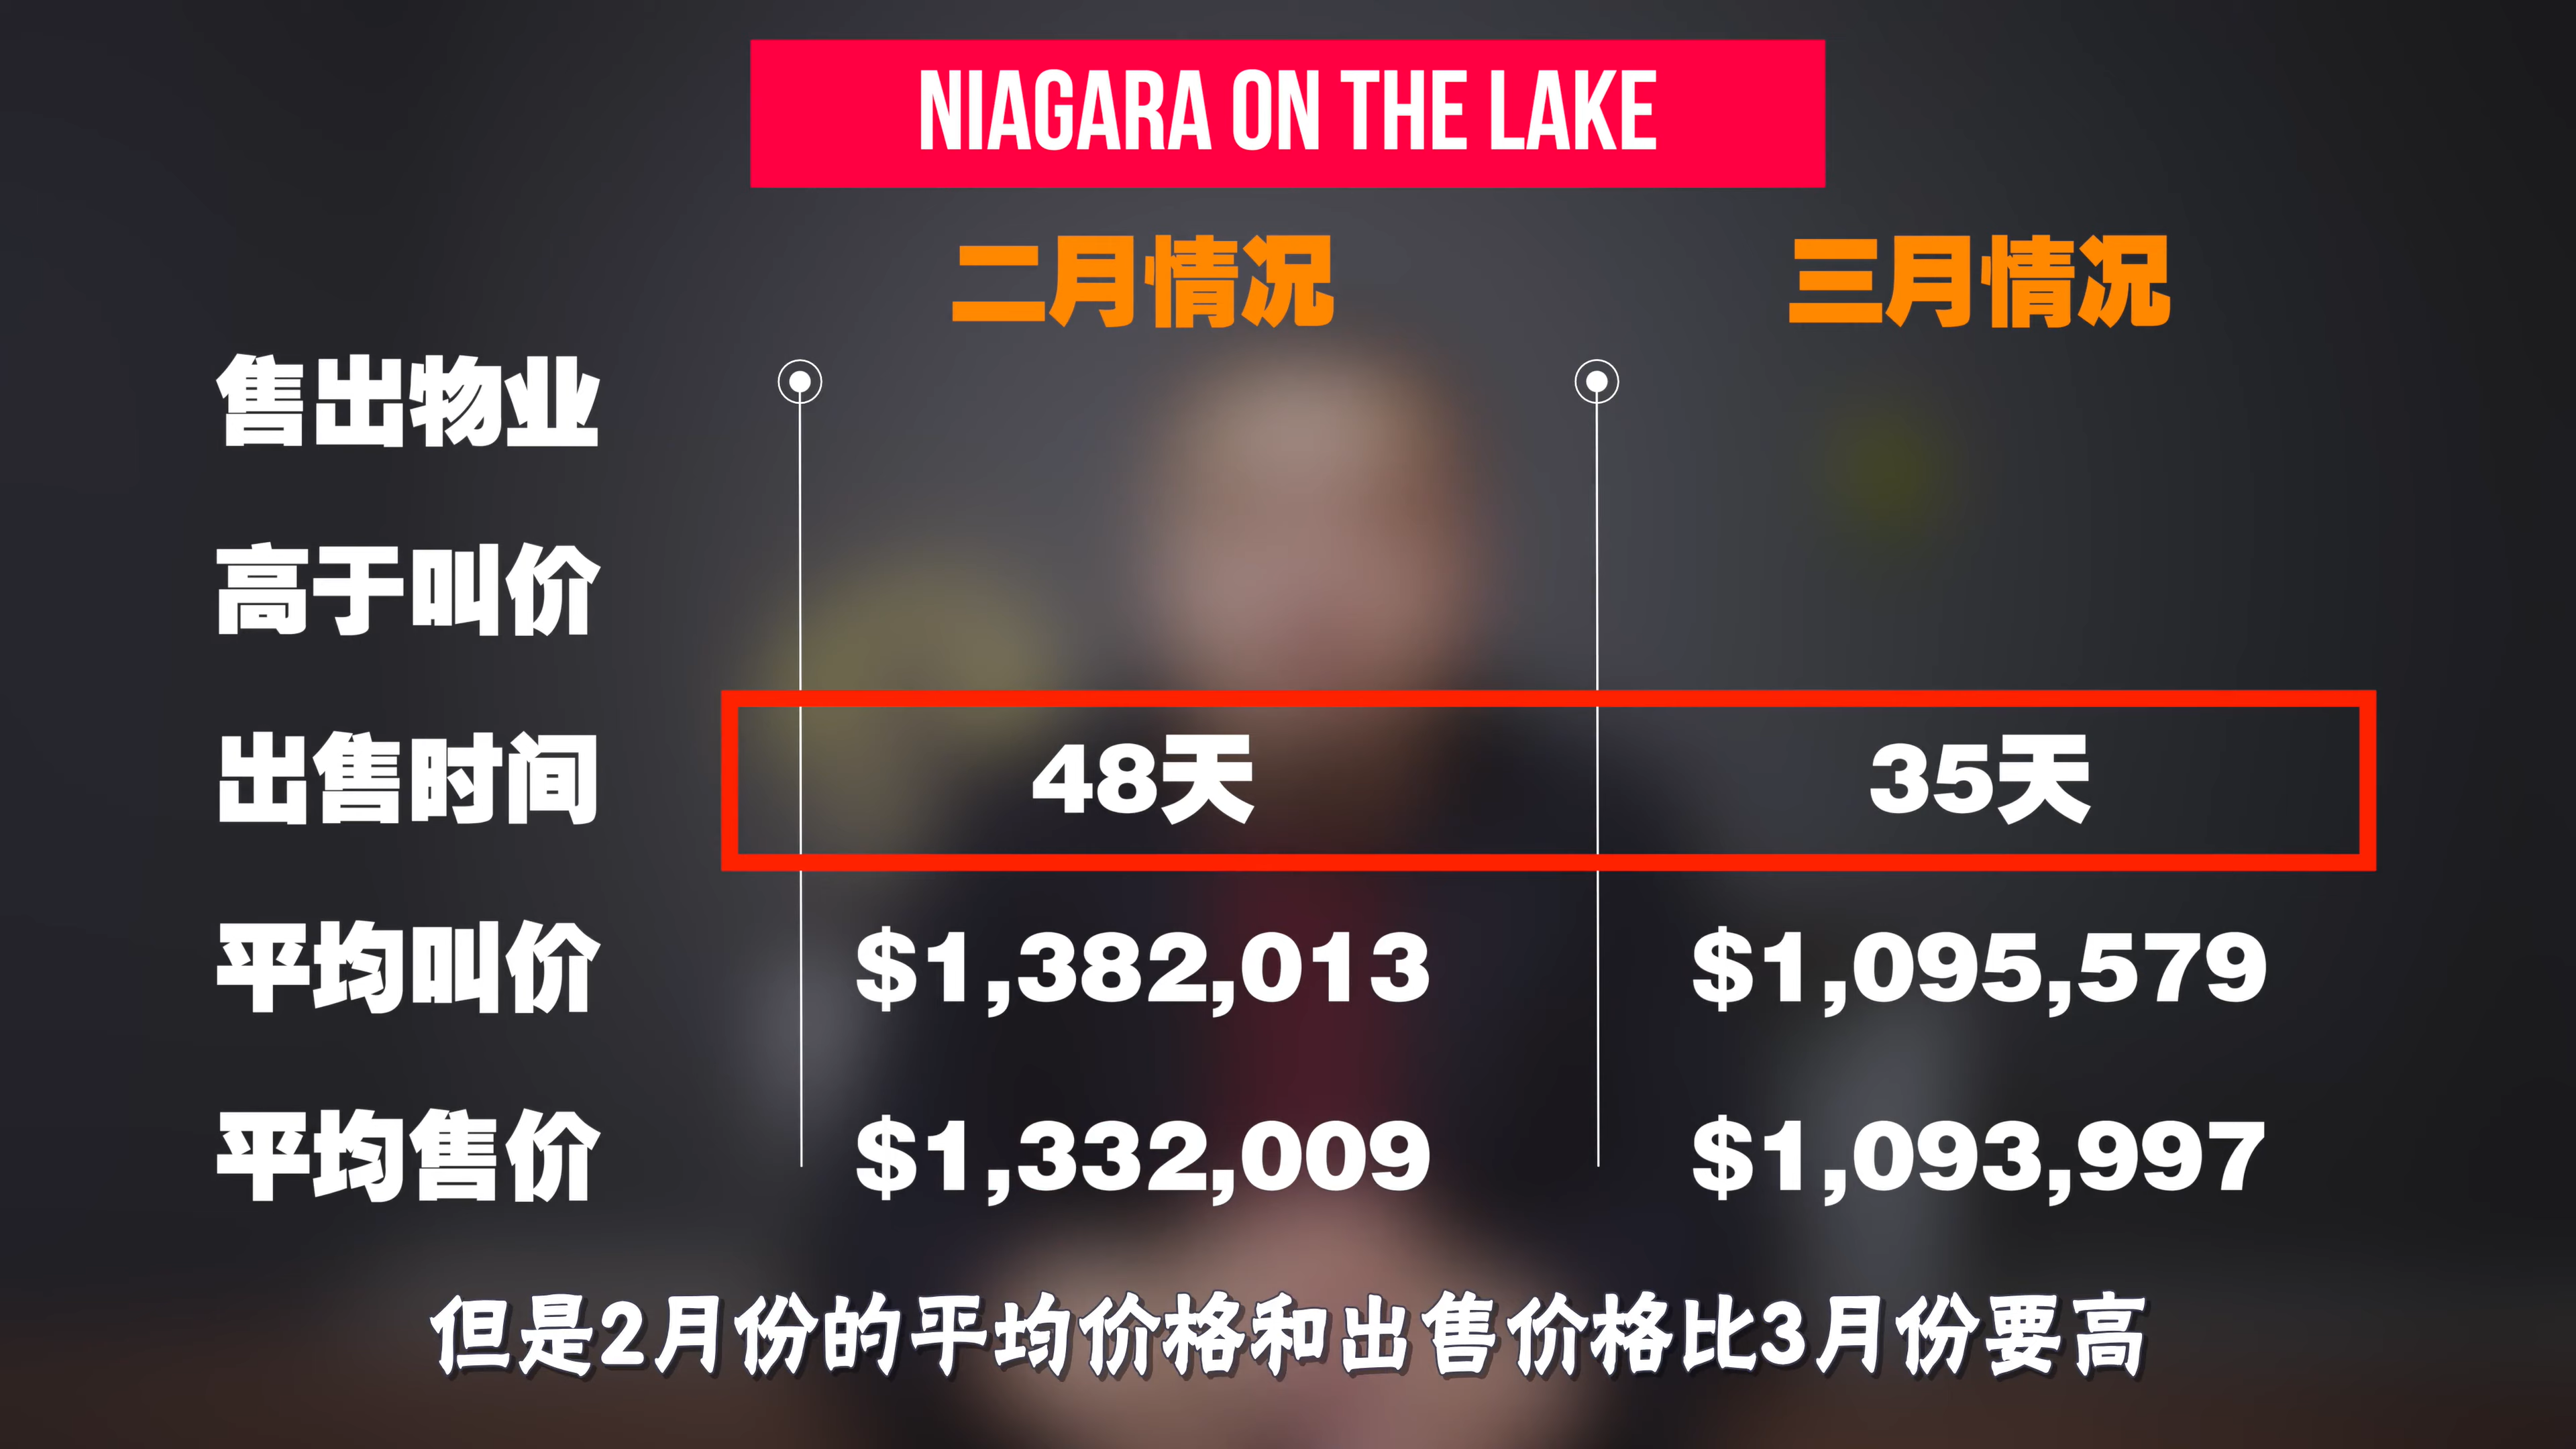 NIAGARA ON THE LAKE
二月情况 三月情况
售出物业
高于叫价
出售时间 48天 35天
平均叫价 $1,382,013 $1,095,579
平均售价 $1,332,009 $1,093,997
但是2月份的平均价格和出售价格比3月份要高